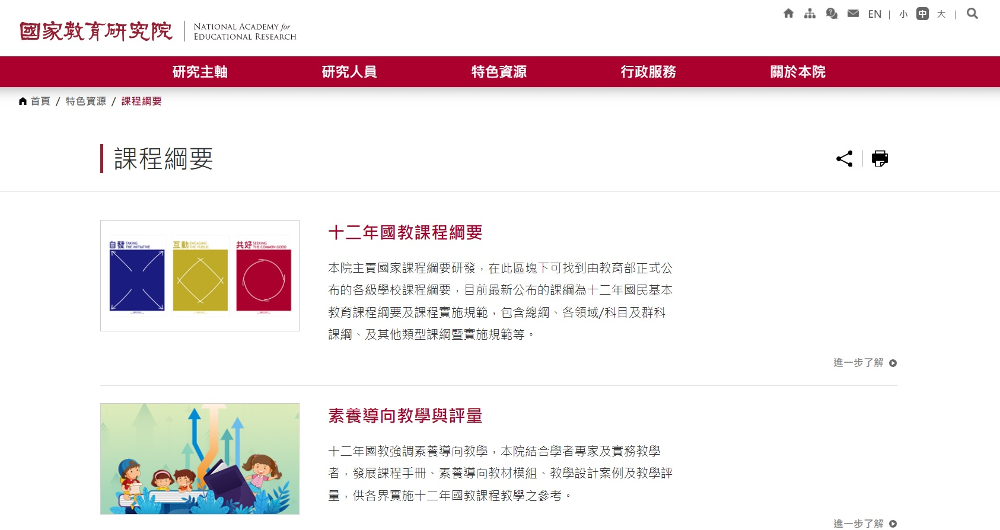 國家教育研究院
NATIONAL ACADEMY for
EDUCATIONAL RESEARCH
EN | 小 中 大 |
研究主軸 研究人員 特色資源 行政服務 關於本院
首頁 / 特色資源 / 課程綱要
課程綱要
自發 TAKING THE INITIATIVE
互動 ENGAGING THE PUBLIC
共好 SEEKING THE COMMON GOOD
十二年國教課程綱要
本院主責國家課程綱要研發，在此區塊下可找到由教育部正式公
布的各級學校課程綱要，目前最新公布的課綱為十二年國民基本
教育課程綱要及課程實施規範，包含總綱、各領域/科目及群科
課綱、及其他類型課綱暨實施規範等。
進一步了解
素養導向教學與評量
十二年國教強調素養導向教學，本院結合學者專家及實務教學
者，發展課程手冊、素養導向教材模組、教學設計案例及教學評
量，供各界實施十二年國教課程教學之參考。
進一步了解